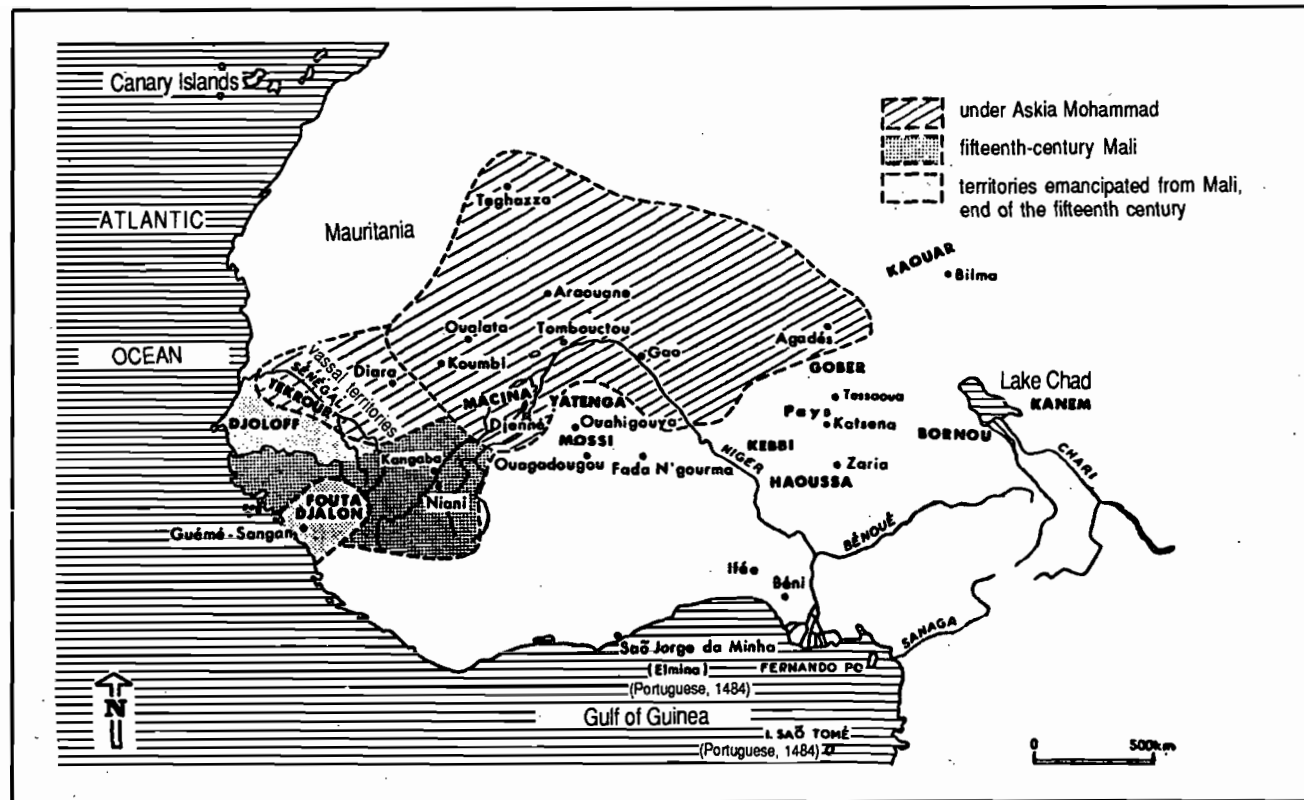 Canary Islands
under Askia Mohammad
fifteenth-century Mali
territories emancipated from Mali,
end of the fifteenth century
ATLANTIC
OCEAN
Mauritania
Teghazza
KAOUAR
Bilma
Araouane
Oualata
Tombouctou
Agadés
Koumbi
Gao
GOBER
vassal territories
Diara
SÉNÉGAL
TEKROUR
MACINA
YATENGA
Tessaoua
Lake Chad
KANEM
DJOLOFF
Djenné
Ouahigouya
Pays
Katsena
MOSSI
KEBBI
BORNOU
Kangaba
Ouagadougou
Fada N'gourma
NIGER
Zaria
HAOUSSA
CHARI
FOUTA
DJALON
Niani
Guémé-Sangan
BÉNOUÉ
Ifé
Béni
SANAGA
Saõ Jorge da Minha
(Elmina)
FERNANDO PO
(Portuguese, 1484)
Gulf of Guinea
I. SAÕ TOMÉ
(Portuguese, 1484)
N
0 500km